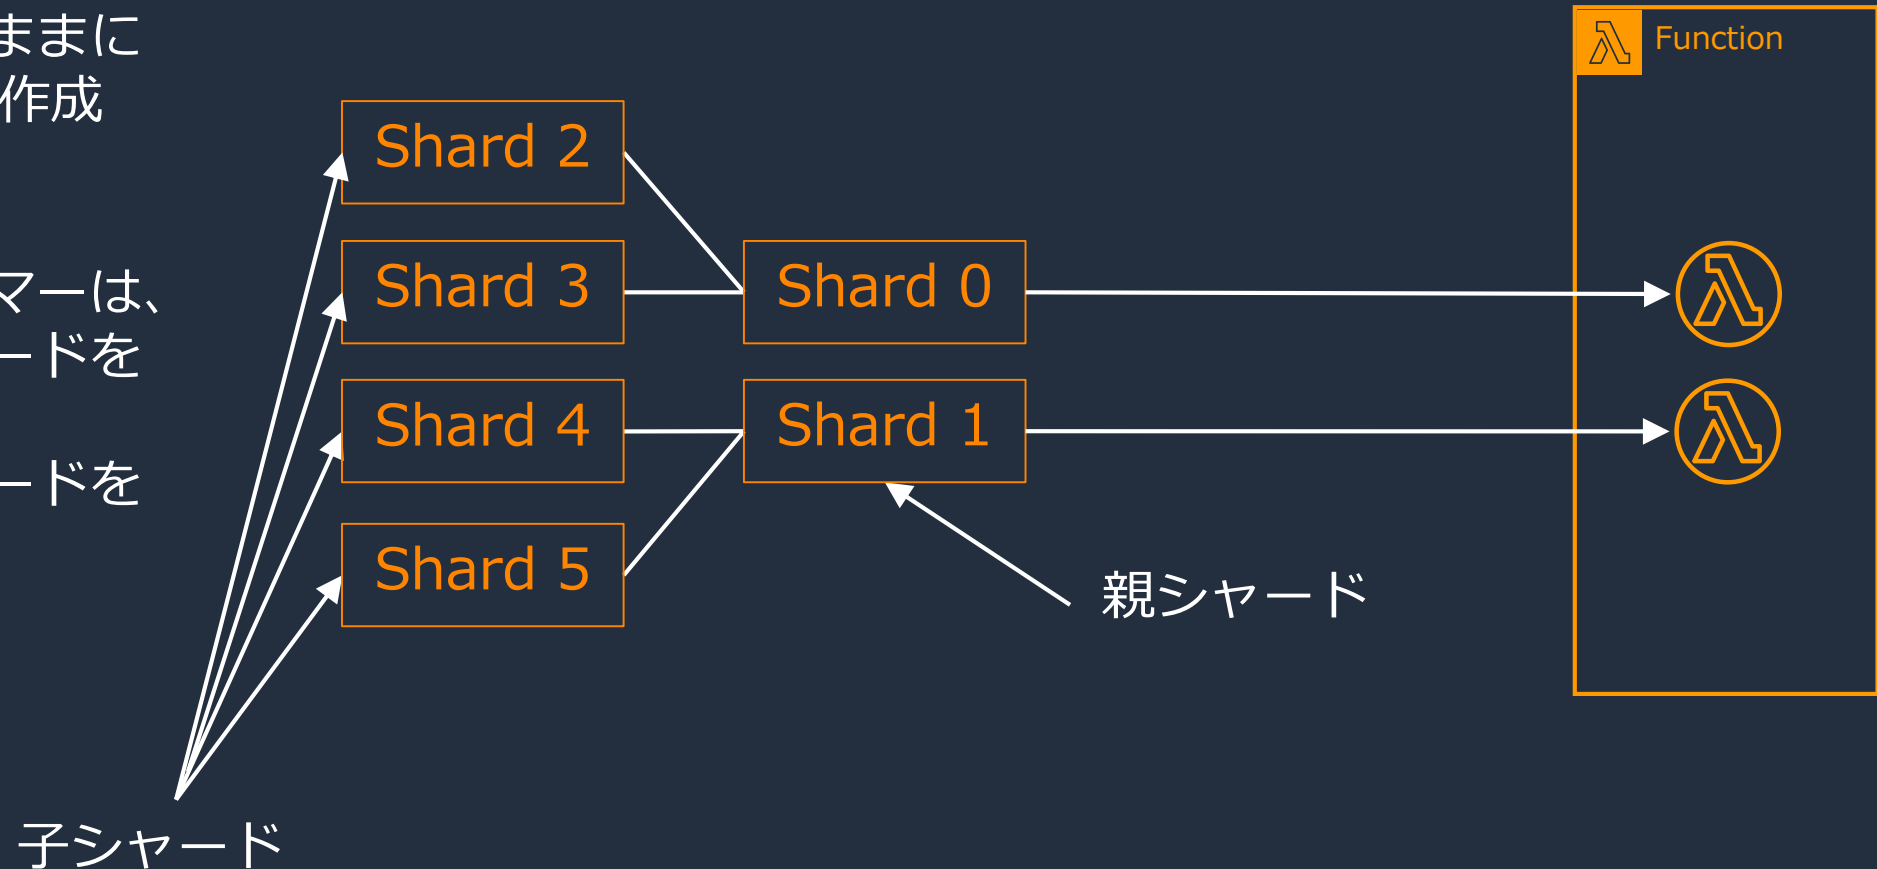 ままに
作成
マーは、
ードを
ードを
Shard 2
Shard 3
Shard 4
Shard 5
Shard 0
Shard 1
親シャード
子シャード
Function